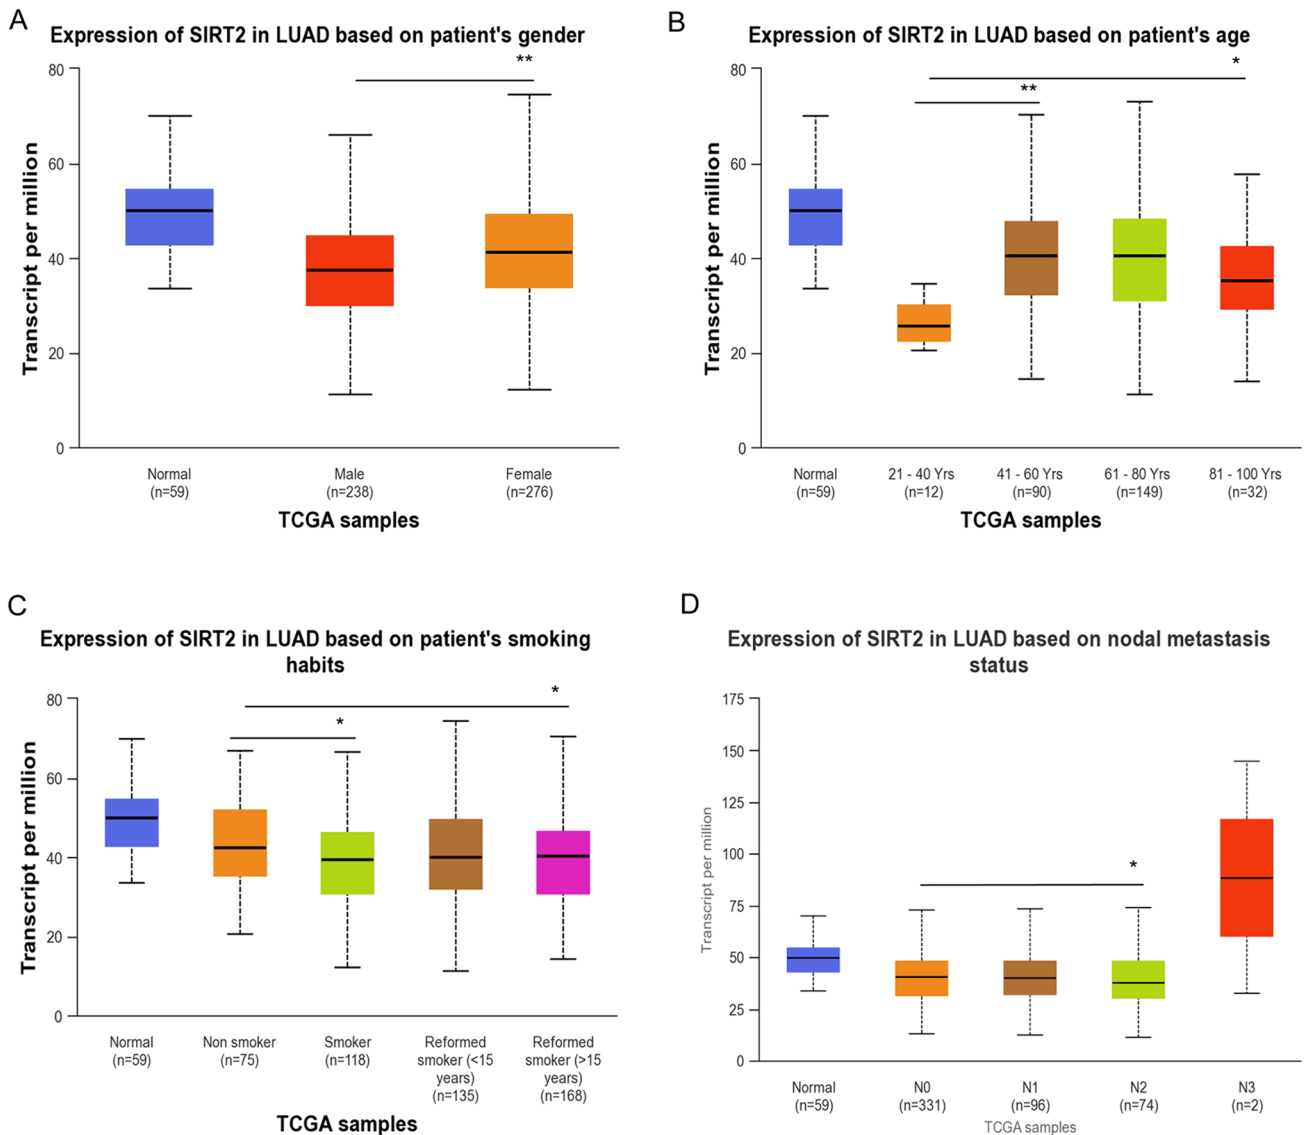 A
Expression of SIRT2 in LUAD based on patient's gender
80
60
40
20
0
Transcript per million
**
Normal
(n=59)
Male
(n=238)
Female
(n=276)
TCGA samples
B
Expression of SIRT2 in LUAD based on patient's age
80
60
40
20
0
Transcript per million
*
**
Normal
(n=59)
21 - 40 Yrs
(n=12)
41 - 60 Yrs
(n=90)
61 - 80 Yrs
(n=149)
81 - 100 Yrs
(n=32)
TCGA samples
C
Expression of SIRT2 in LUAD based on patient's smoking
habits
80
60
40
20
0
Transcript per million
*
*
Normal
(n=59)
Non smoker
(n=75)
Smoker
(n=118)
Reformed
smoker (<15
years)
(n=135)
Reformed
smoker (>15
years)
(n=168)
TCGA samples
D
Expression of SIRT2 in LUAD based on nodal metastasis
status
175
150
125
100
75
50
25
0
Transcript per million
*
Normal
(n=59)
N0
(n=331)
N1
(n=96)
N2
(n=74)
N3
(n=2)
TCGA samples